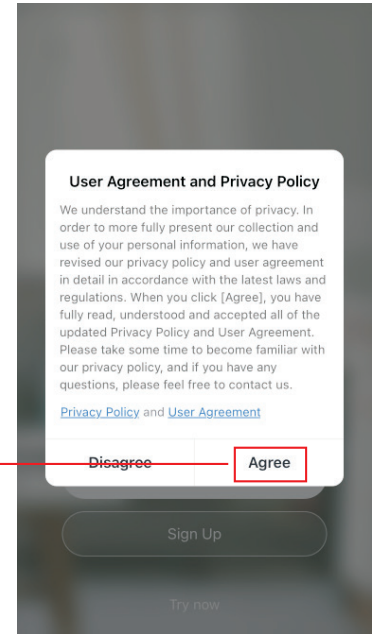 User Agreement and Privacy Policy
We understand the importance of privacy. In
order to more fully present our collection and
use of your personal information, we have
revised our privacy policy and user agreement
in detail in accordance with the latest laws and
regulations. When you click [Agree], you have
fully read, understood and accepted all of the
updated Privacy Policy and User Agreement.
Please take some time to become familiar with
our privacy policy, and if you have any
questions, please feel free to contact us.
Privacy Policy and User Agreement
Disagree Agree
Sign Up
Try now